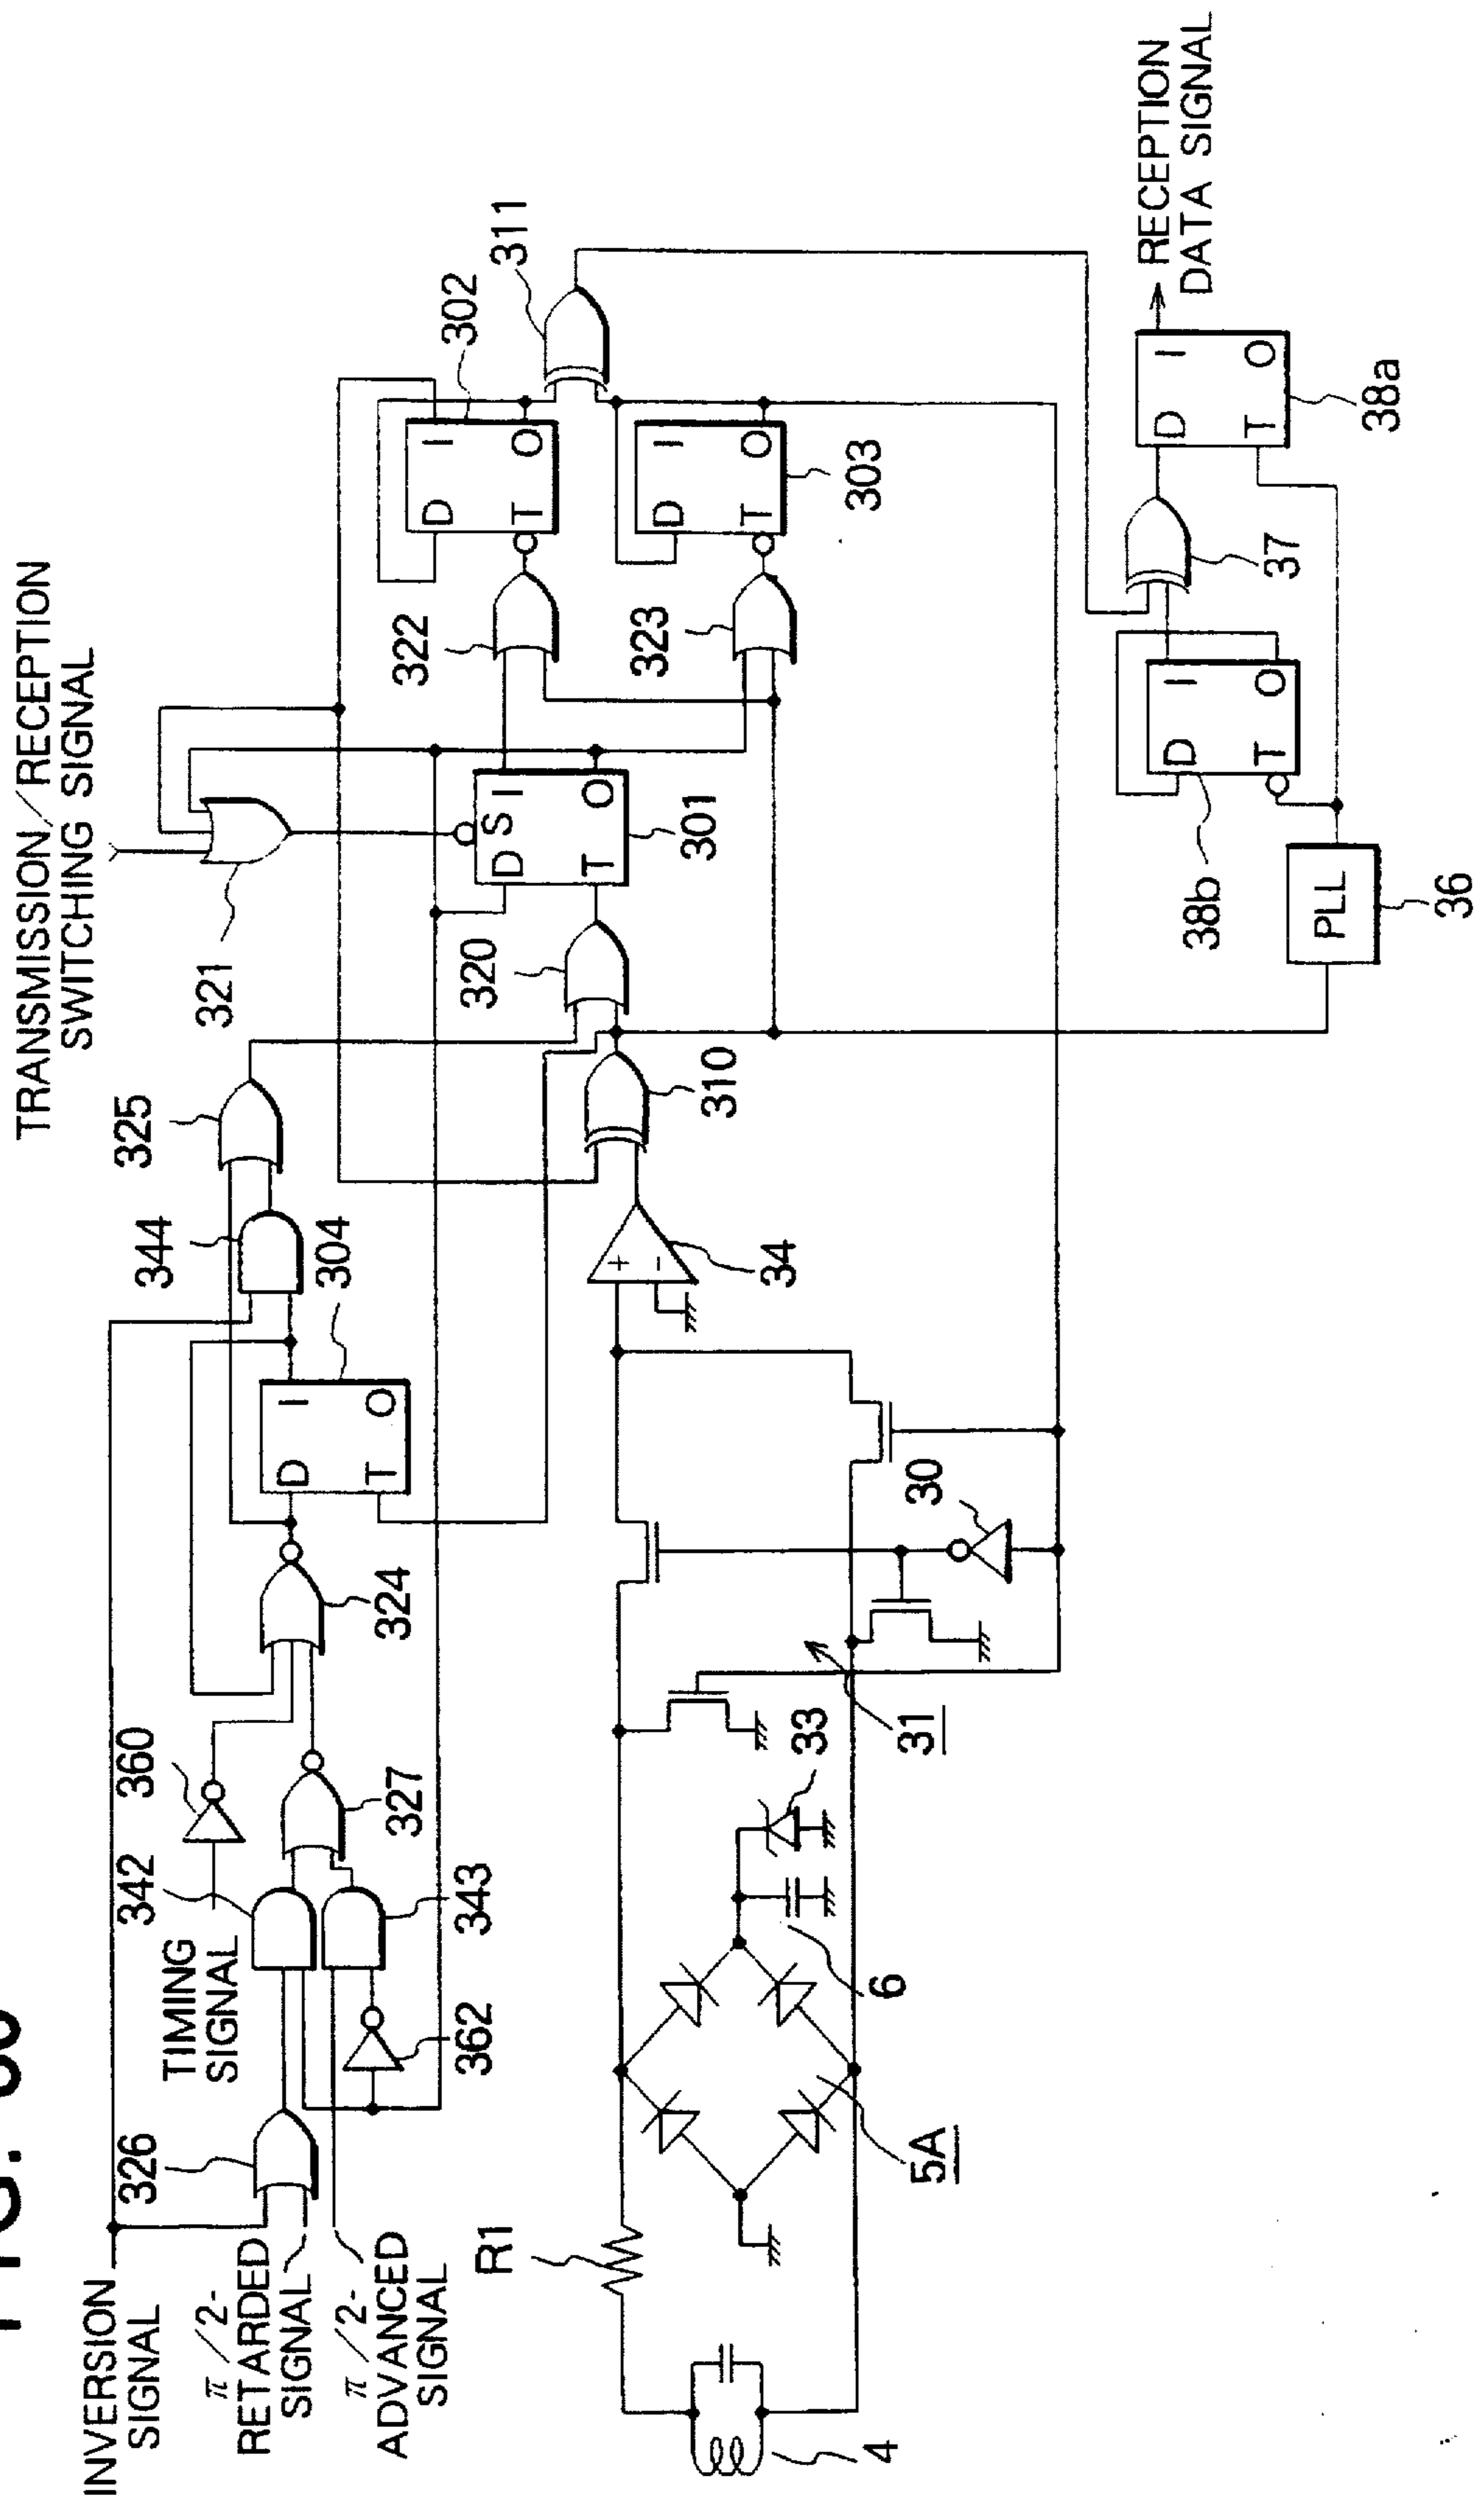 TRANSMISSION/RECEPTION
SWITCHING SIGNAL
INVERSION
SIGNAL
π/2-
RETARDED
SIGNAL
π/2-
ADVANCED
SIGNAL
TIMING
SIGNAL
326
342
360
362
343
327
324
D
I
T
O
304
344
325
321
D
S
I
T
O
301
320
310
322
323
D
I
T
O
302
D
I
T
O
303
311
R1
4
5A
6
33
31
30
+
-
34
PLL
36
D
I
T
O
38b
37
D
I
T
O
38a
RECEPTION
DATA SIGNAL